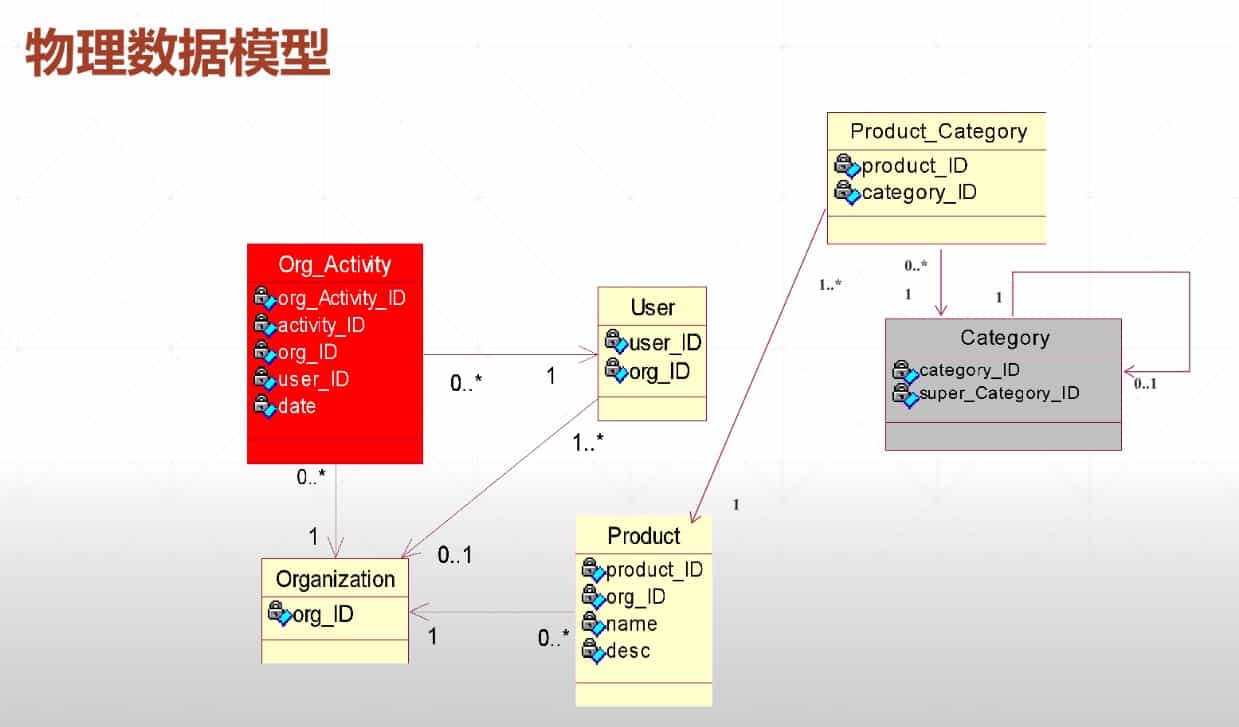 物理数据模型
Product_Category
product_ID
category_ID
Org_Activity
org_Activity_ID
activity_ID
org_ID
user_ID
date
0..*
1
User
user_ID
org_ID
1..*
0..1
0..*
1
Organization
org_ID
1
0..*
Product
product_ID
org_ID
name
desc
1..*
1
0..*
1
1
0..1
Category
category_ID
super_Category_ID